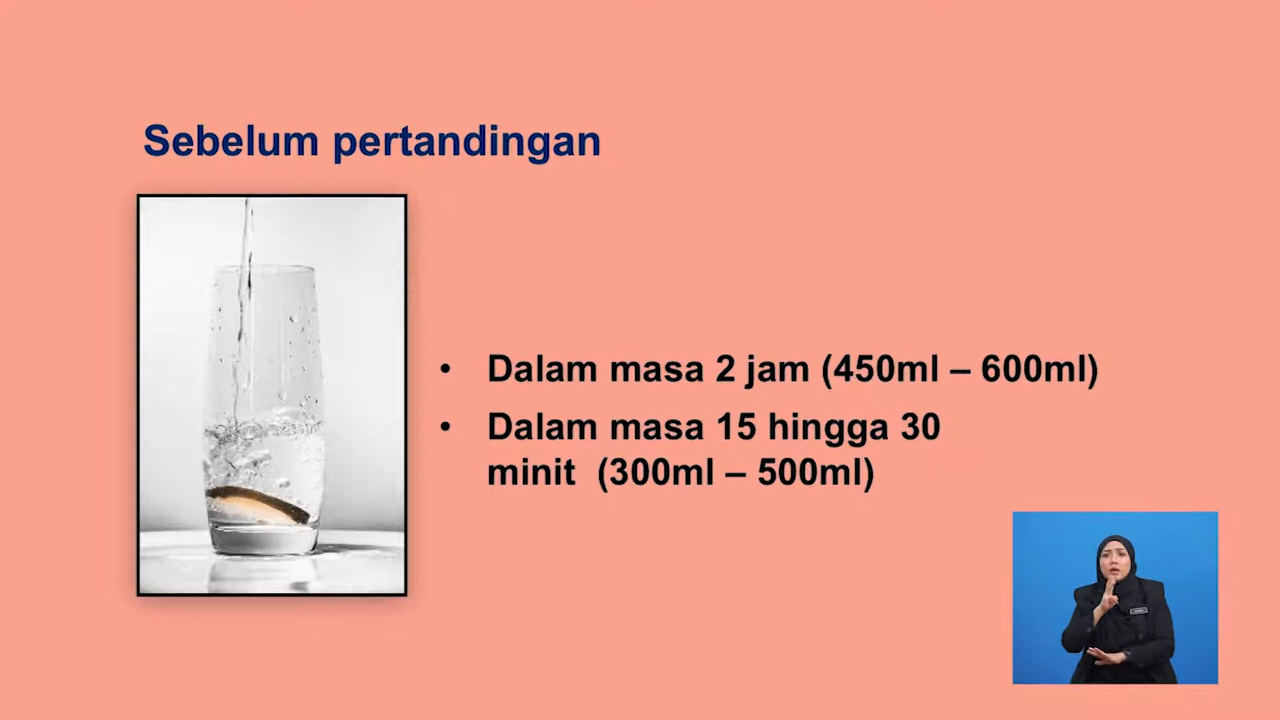 Sebelum pertandingan
• Dalam masa 2 jam (450ml – 600ml)
• Dalam masa 15 hingga 30
minit (300ml – 500ml)